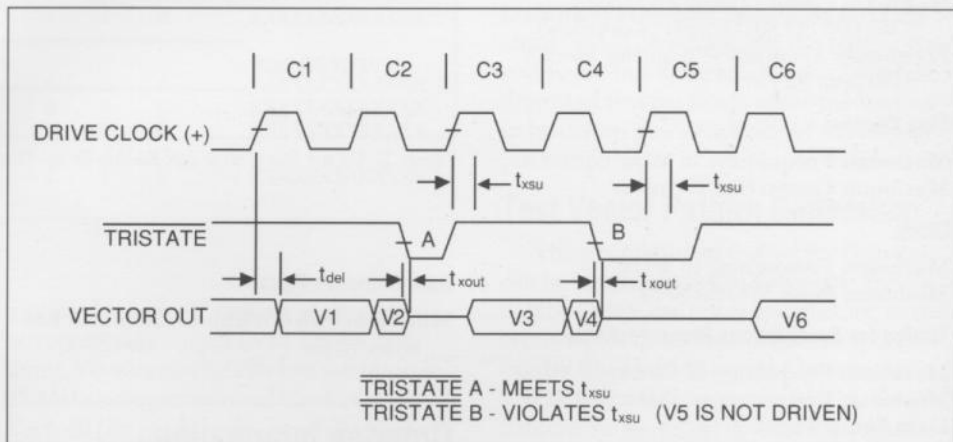 C1 C2 C3 C4 C5 C6
DRIVE CLOCK (+)
txsu txsu
TRISTATE A B
tdel txout txout
VECTOR OUT V1 V2 V3 V4 V6
TRISTATE A - MEETS txsu
TRISTATE B - VIOLATES txsu (V5 IS NOT DRIVEN)